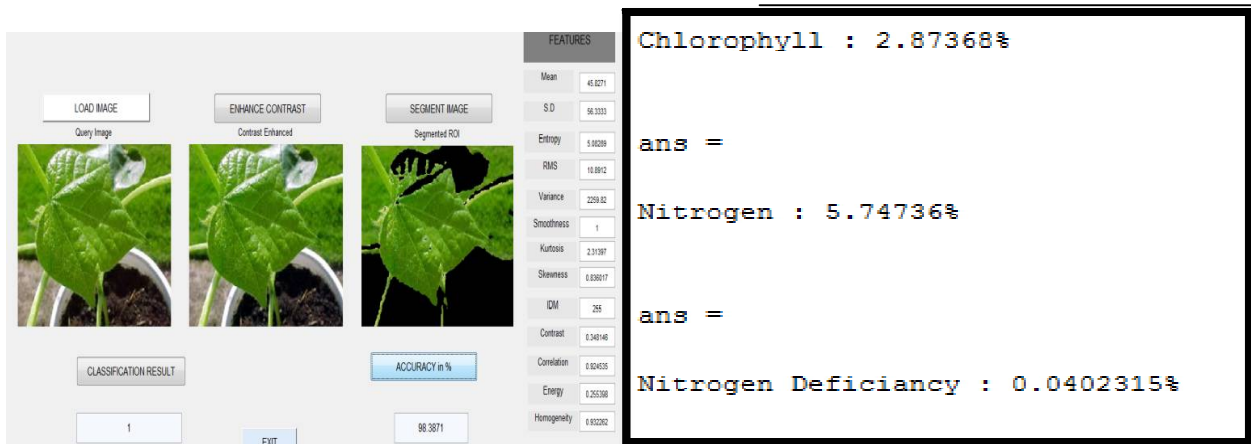 FEATURES
Mean 45.8271
S.D 56.3333
Entropy 5.08289
RMS 10.8912
Variance 2259.82
Smoothness 1
Kurtosis 2.31397
Skewness 0.836017
IDM 255
Contrast 0.348146
Correlation 0.924535
Energy 0.255398
Homogeneity 0.932262
LOAD IMAGE
ENHANCE CONTRAST
SEGMENT IMAGE
Query Image
Contrast Enhanced
Segmented ROI
CLASSIFICATION RESULT
ACCURACY in %
1
98.3871
EXIT
Chlorophyll : 2.87368%
ans =
Nitrogen : 5.74736%
ans =
Nitrogen Deficiancy : 0.0402315%